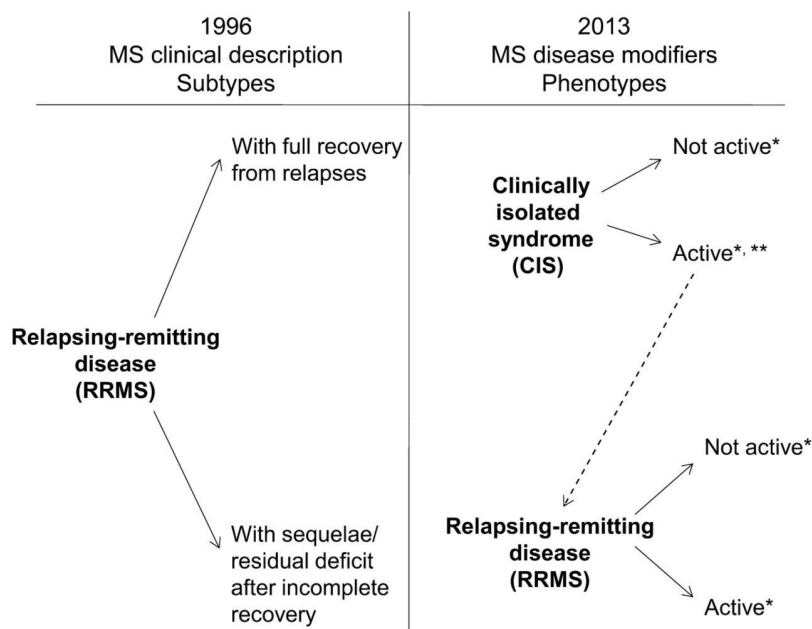 1996
MS clinical description
Subtypes
2013
MS disease modifiers
Phenotypes
With full recovery
from relapses
Relapsing-remitting
disease
(RRMS)
With sequelae/
residual deficit
after incomplete
recovery
Not active*
Clinically
isolated
syndrome
(CIS)
Active*, **
Not active*
Relapsing-remitting
disease
(RRMS)
Active*